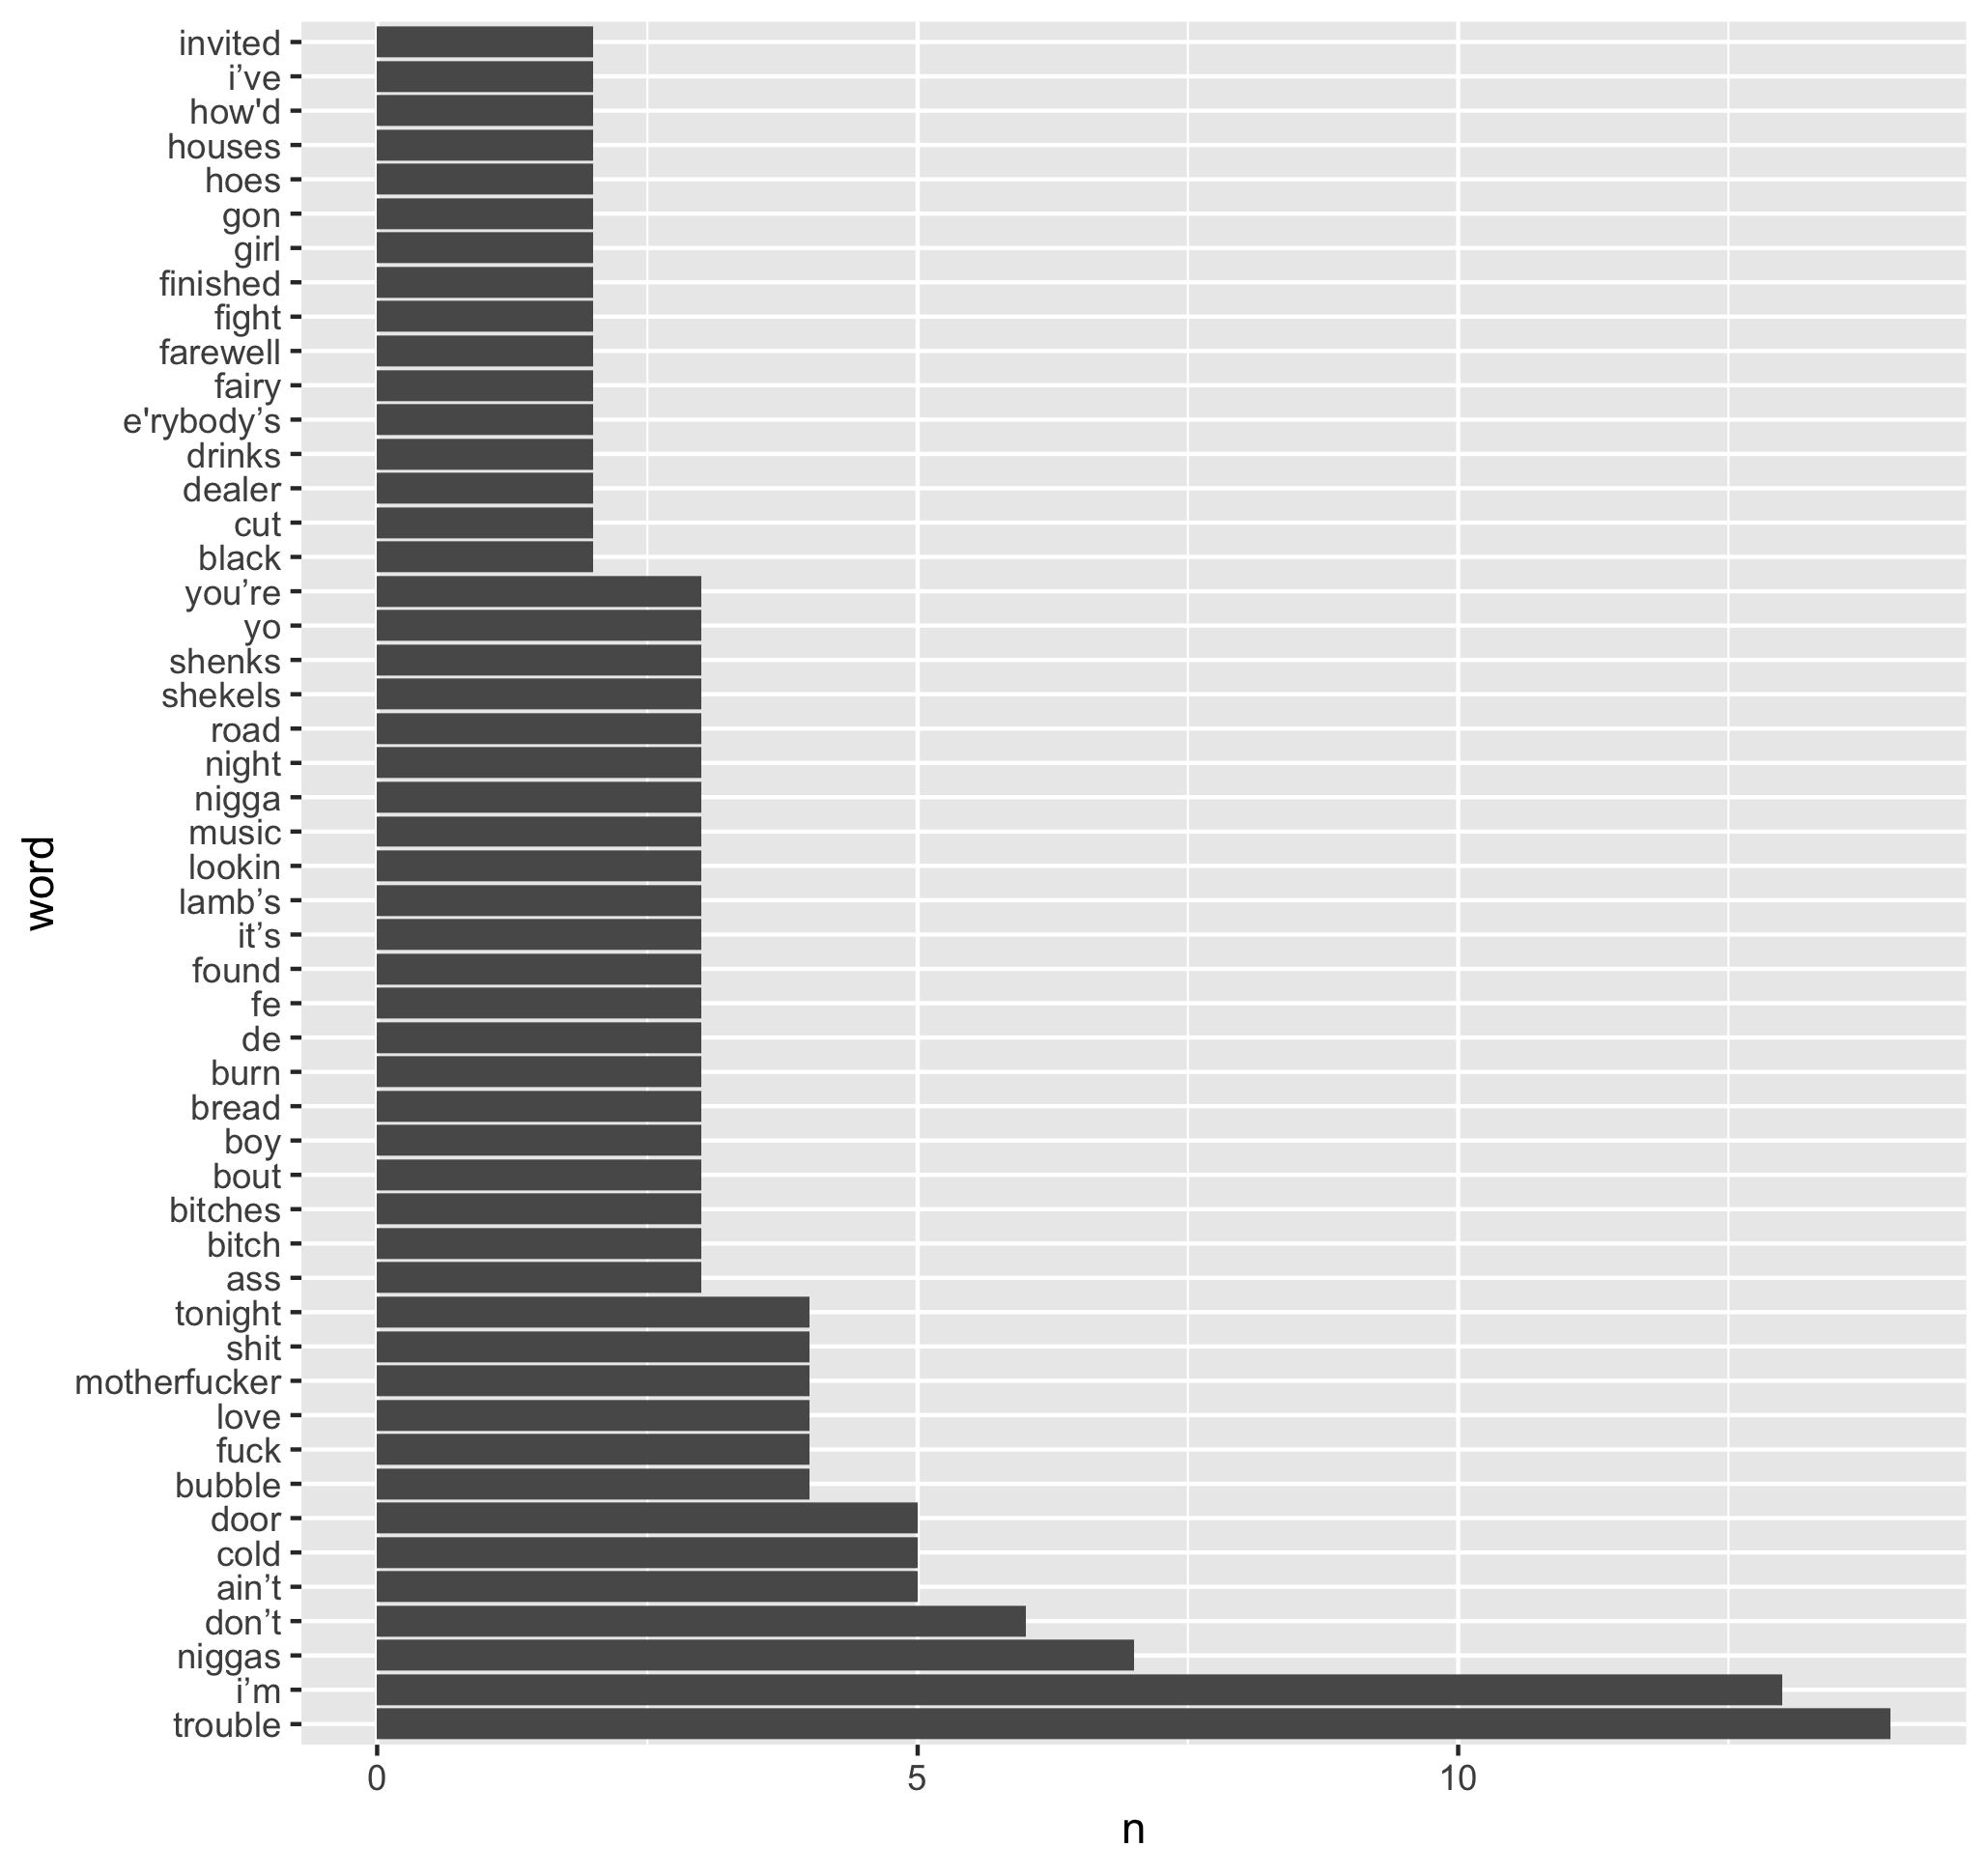 invited
i’ve
how'd
houses
hoes
gon
girl
finished
fight
farewell
fairy
e'rybody’s
drinks
dealer
cut
black
you’re
yo
shenks
shekels
road
night
nigga
music
lookin
lamb’s
it’s
found
fe
de
burn
bread
boy
bout
bitches
bitch
ass
tonight
shit
motherfucker
love
fuck
bubble
door
cold
ain’t
don’t
niggas
i’m
trouble
word
0 5 10
n